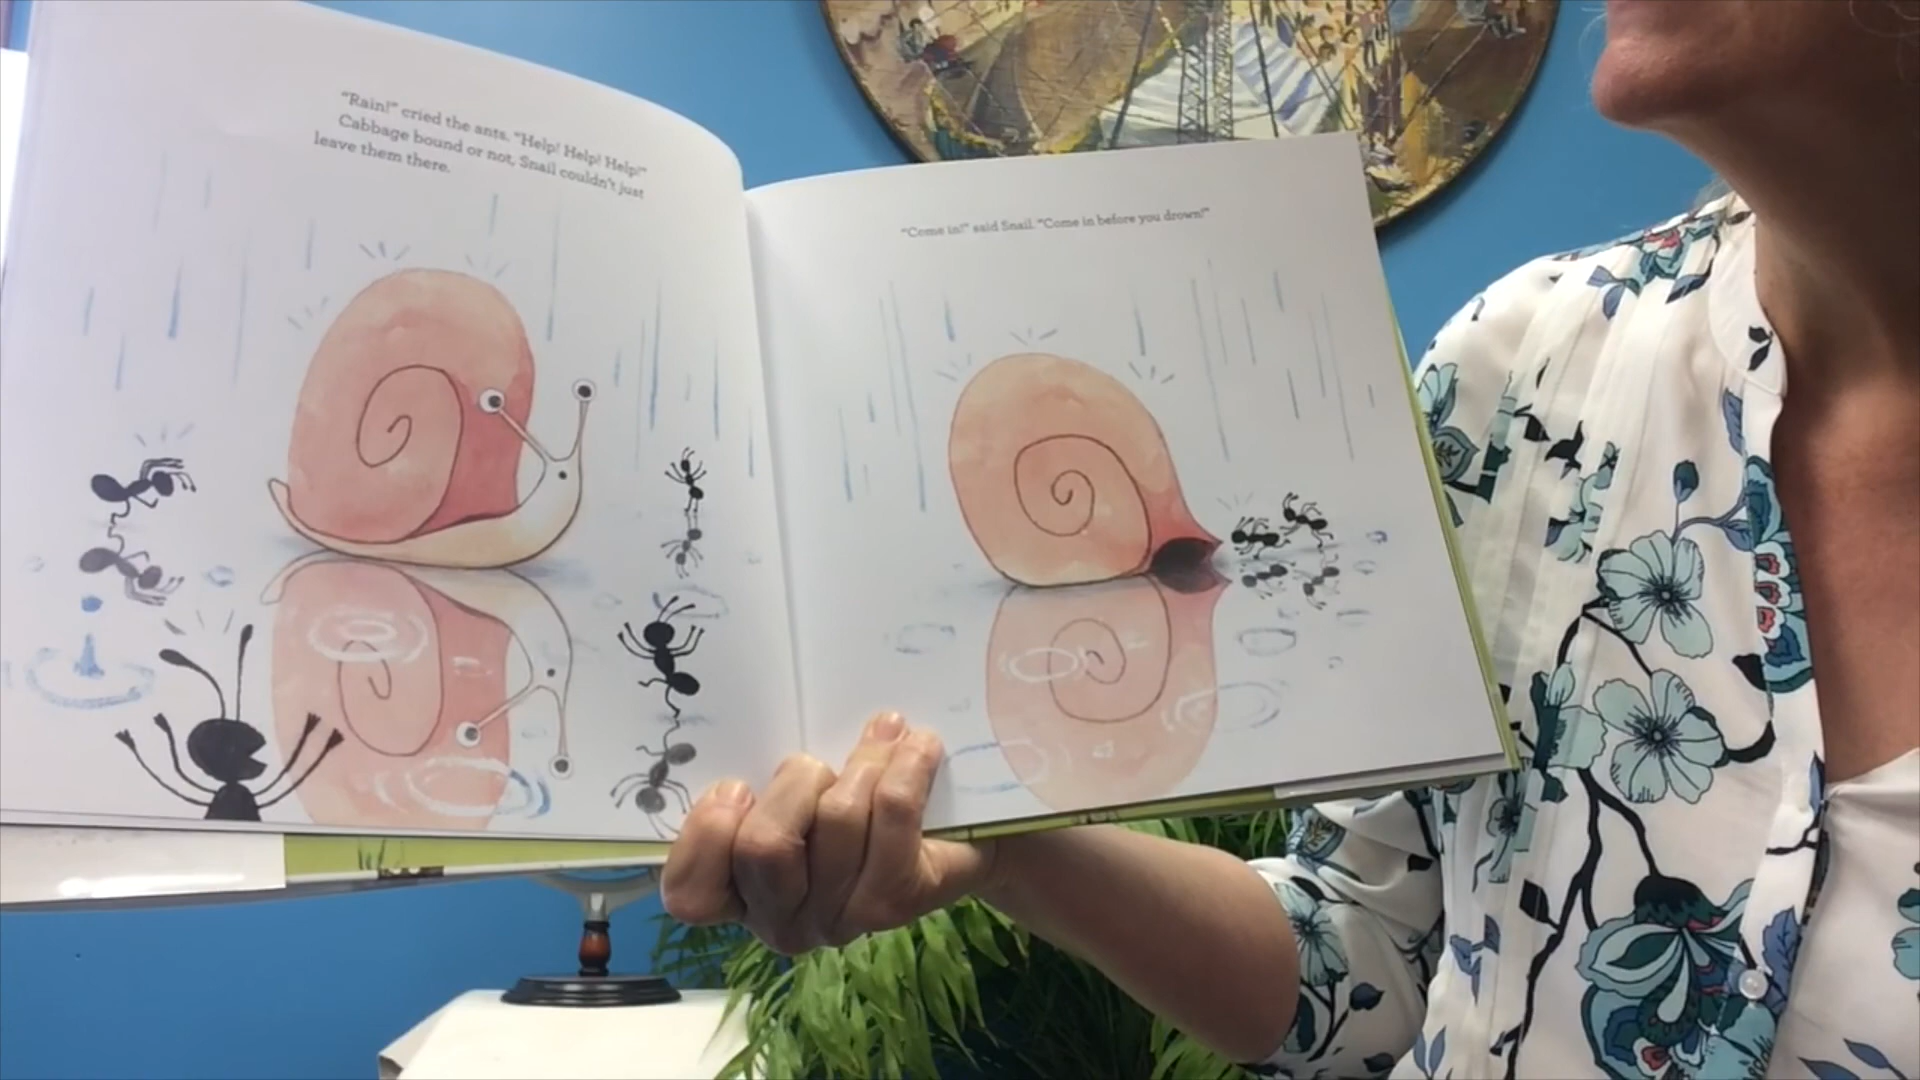 “Rain!” cried the ants. “Help! Help! Help!”
Cabbage bound or not, Snail couldn’t just
leave them there.
“Come in!” said Snail. “Come in before you drown!”